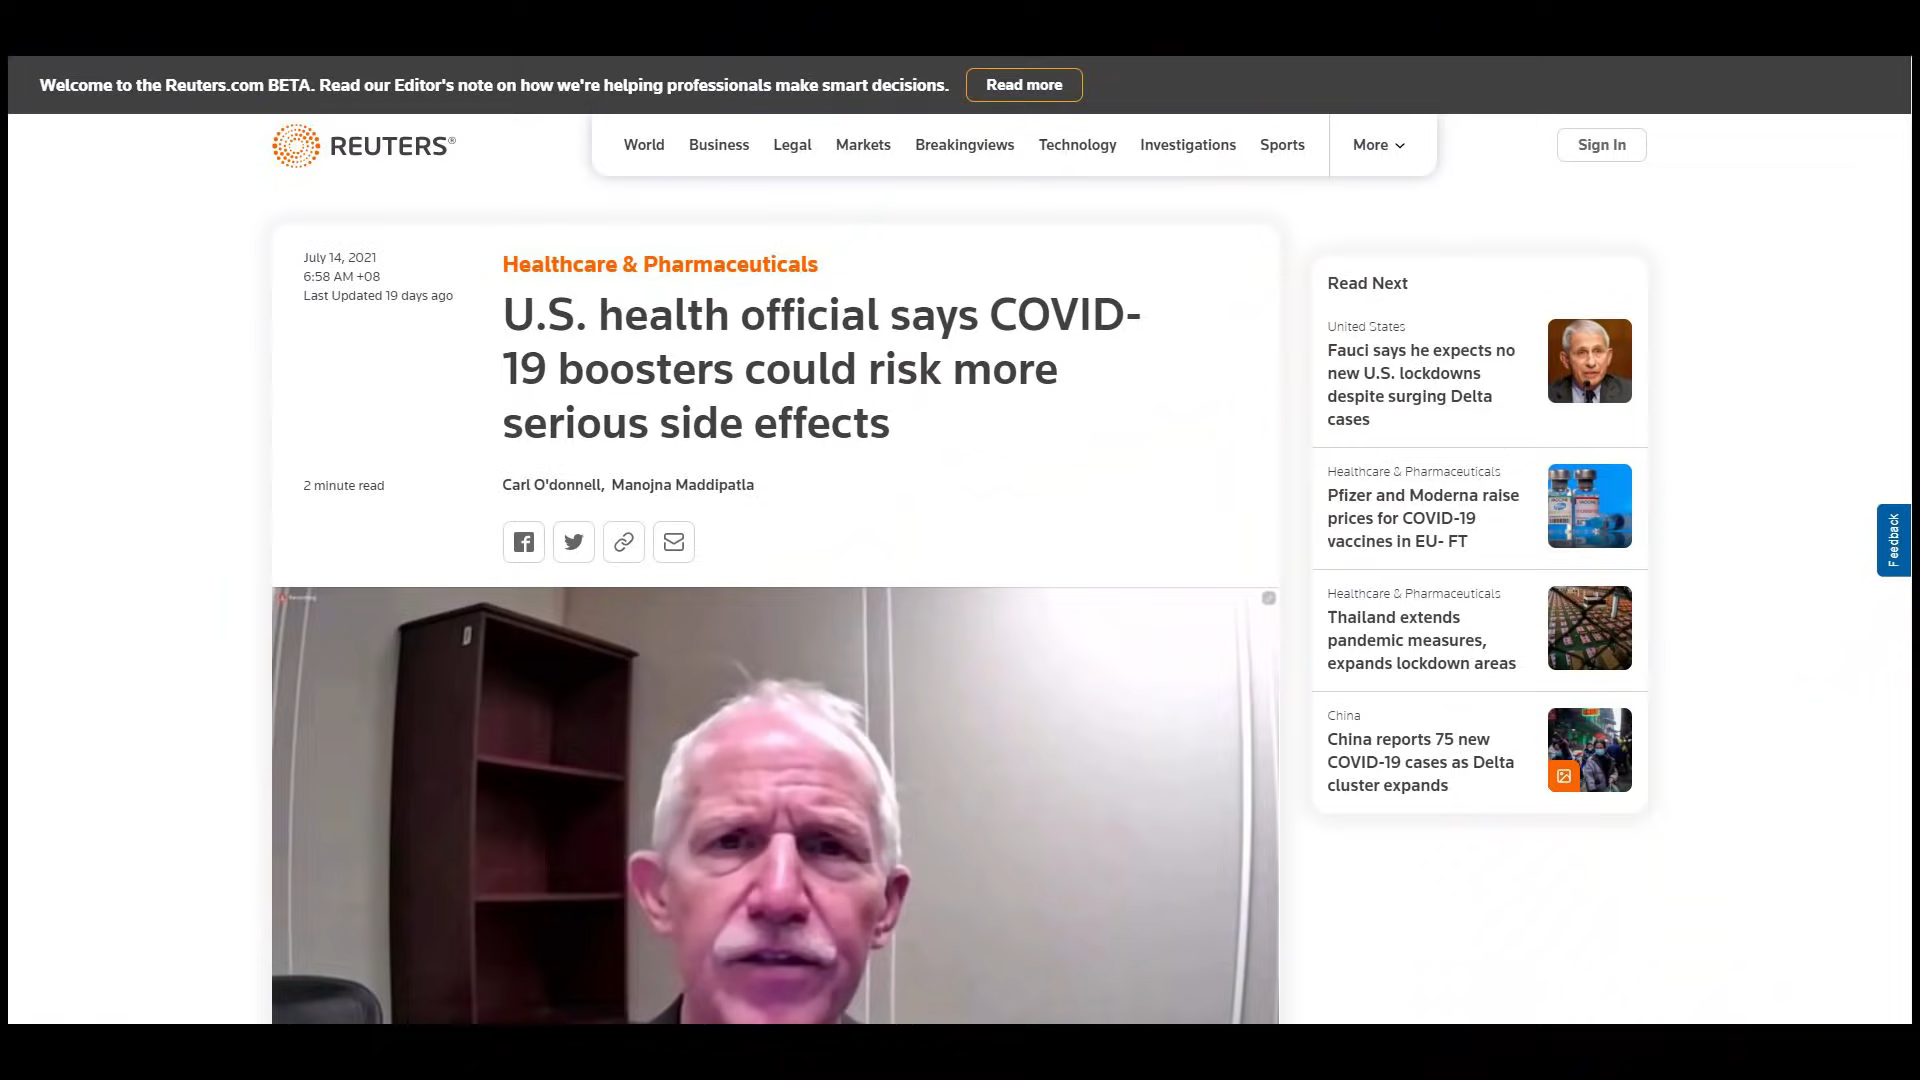 Welcome to the Reuters.com BETA. Read our Editor's note on how we're helping professionals make smart decisions.
Read more
REUTERS®
World
Business
Legal
Markets
Breakingviews
Technology
Investigations
Sports
More
Sign In
July 14, 2021
6:58 AM +08
Last Updated 19 days ago
Healthcare & Pharmaceuticals
U.S. health official says COVID-
19 boosters could risk more
serious side effects
2 minute read
Carl O'donnell, Manojna Maddipatla
Read Next
United States
Fauci says he expects no
new U.S. lockdowns
despite surging Delta
cases
Healthcare & Pharmaceuticals
Pfizer and Moderna raise
prices for COVID-19
vaccines in EU- FT
Healthcare & Pharmaceuticals
Thailand extends
pandemic measures,
expands lockdown areas
China
China reports 75 new
COVID-19 cases as Delta
cluster expands
Feedback